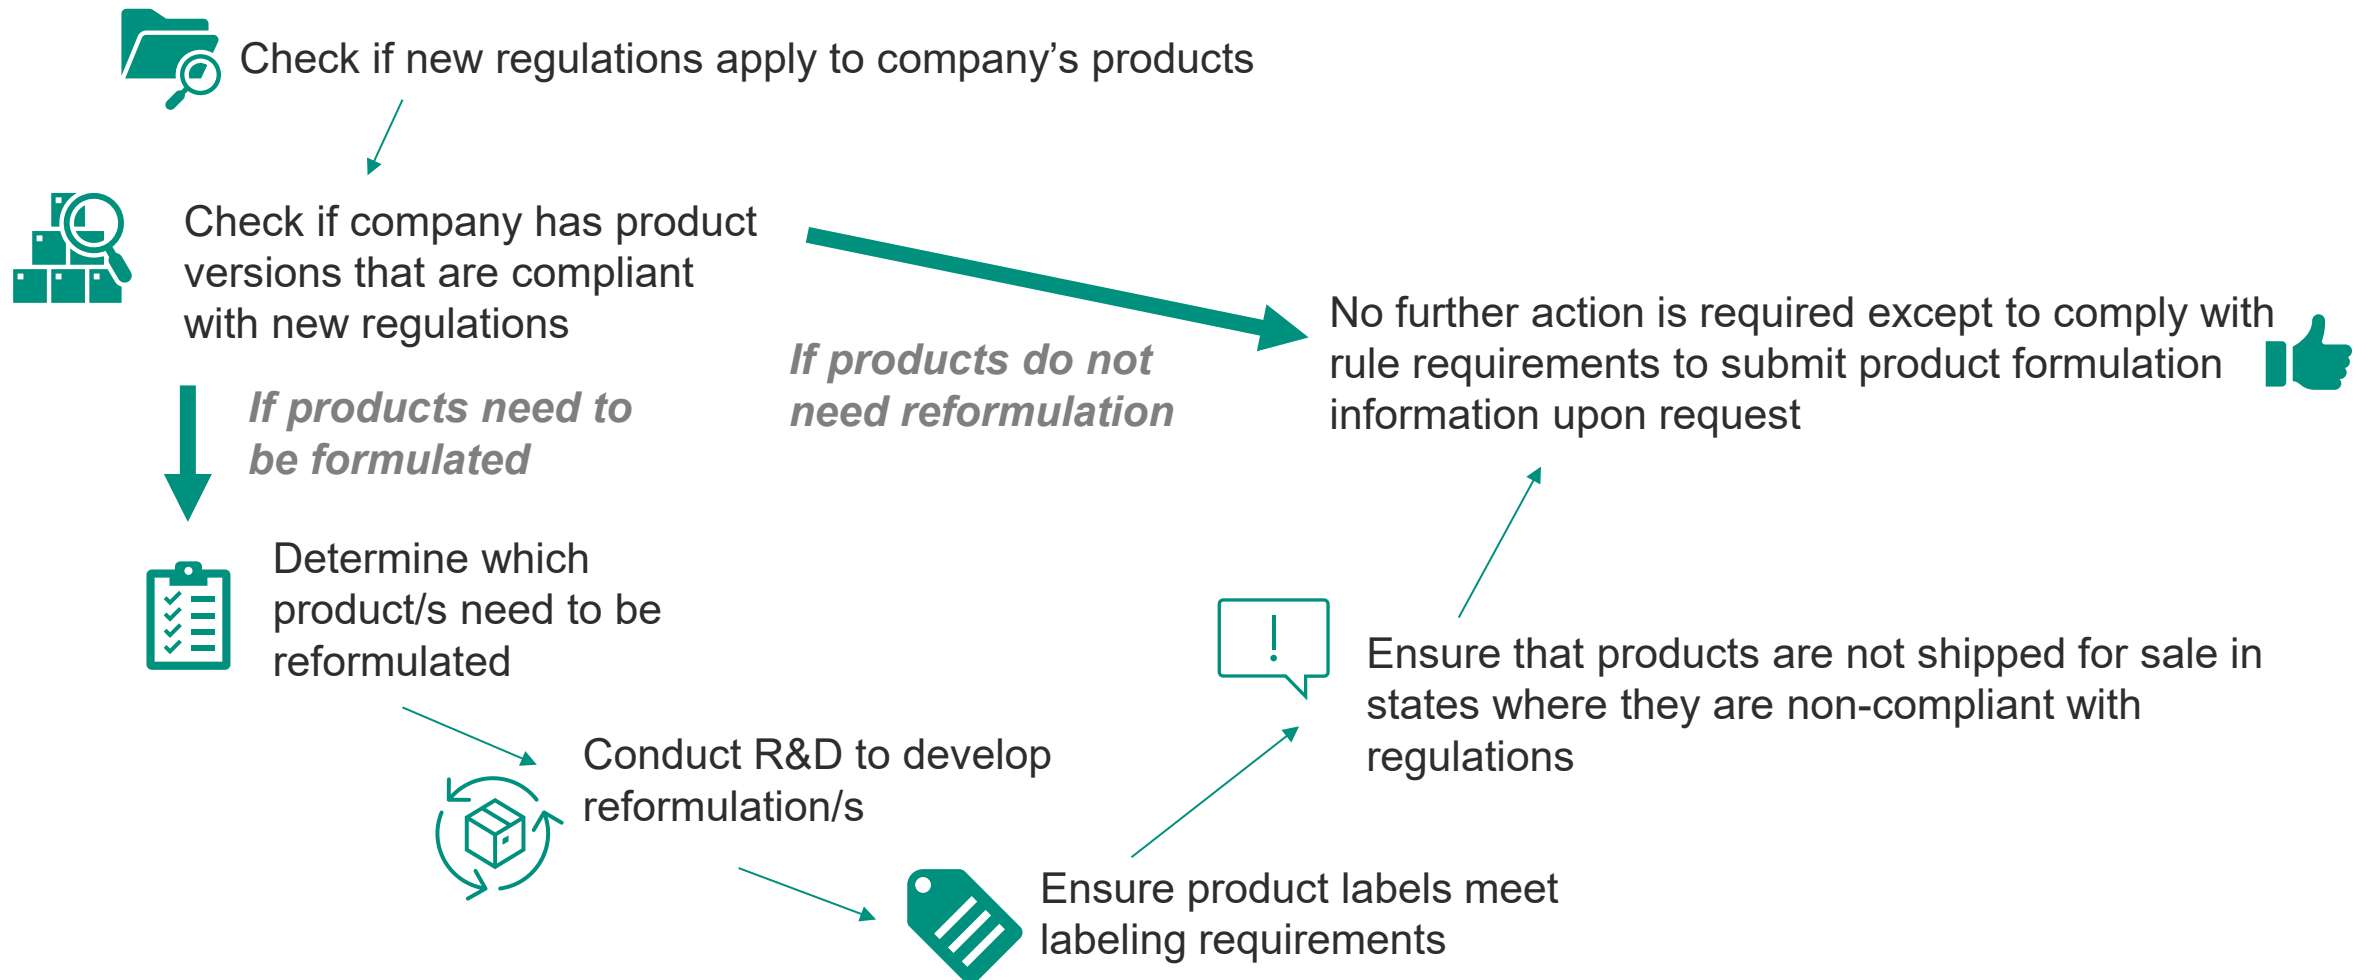 Check if new regulations apply to company’s products
Check if company has product
versions that are compliant
with new regulations
If products do not
need reformulation
No further action is required except to comply with
rule requirements to submit product formulation
information upon request
If products need to
be formulated
Determine which
product/s need to be
reformulated
Conduct R&D to develop
reformulation/s
Ensure product labels meet
labeling requirements
Ensure that products are not shipped for sale in
states where they are non-compliant with
regulations